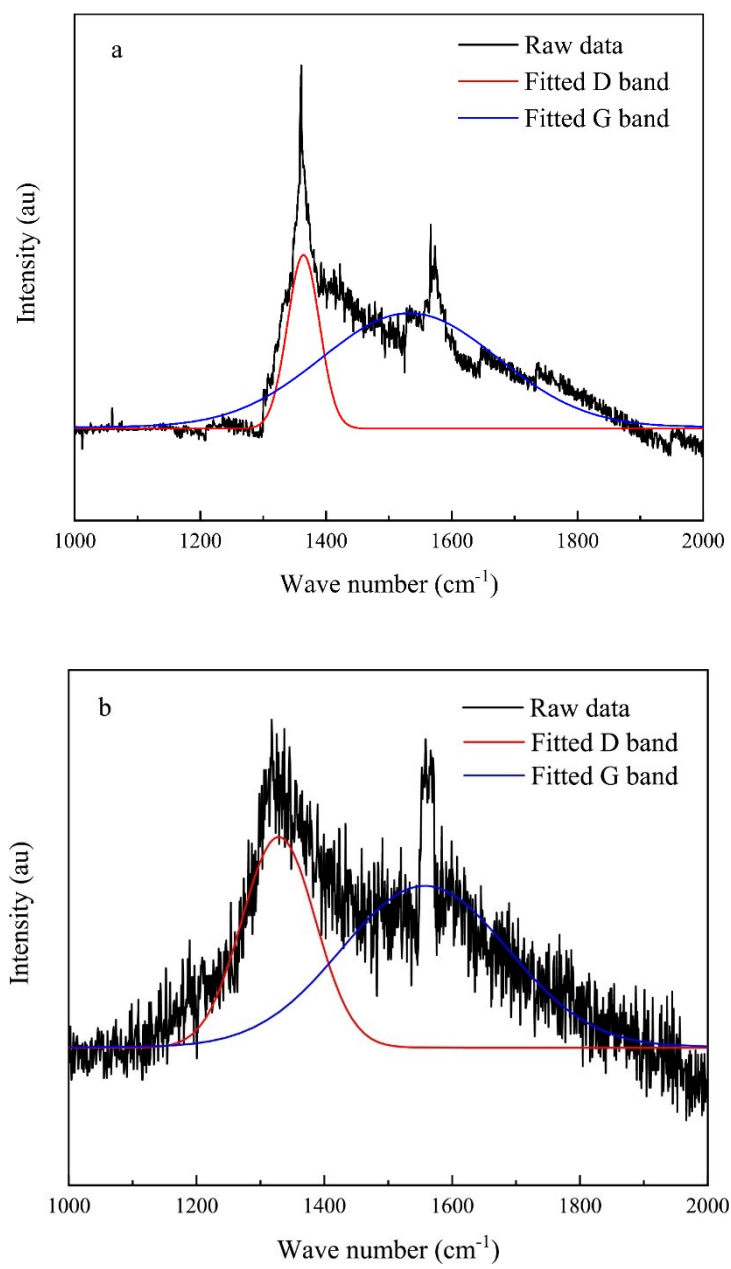 a
Raw data
Fitted D band
Fitted G band
Intensity (au)
1000 1200 1400 1600 1800 2000
Wave number (cm⁻¹)
b
Raw data
Fitted D band
Fitted G band
Intensity (au)
1000 1200 1400 1600 1800 2000
Wave number (cm⁻¹)